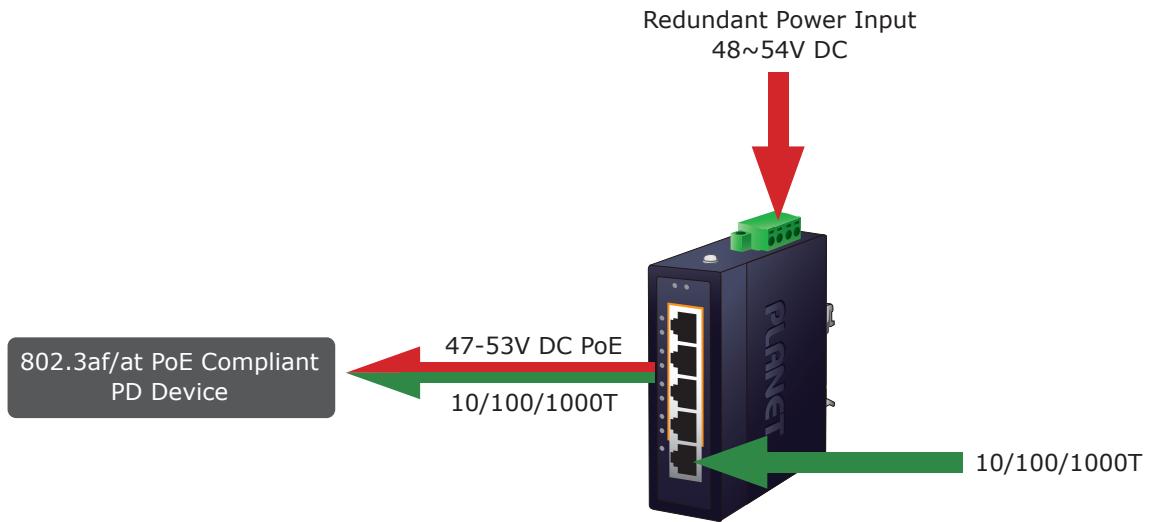 Redundant Power Input
48~54V DC
802.3af/at PoE Compliant
PD Device
47-53V DC PoE
10/100/1000T
PLANET
10/100/1000T